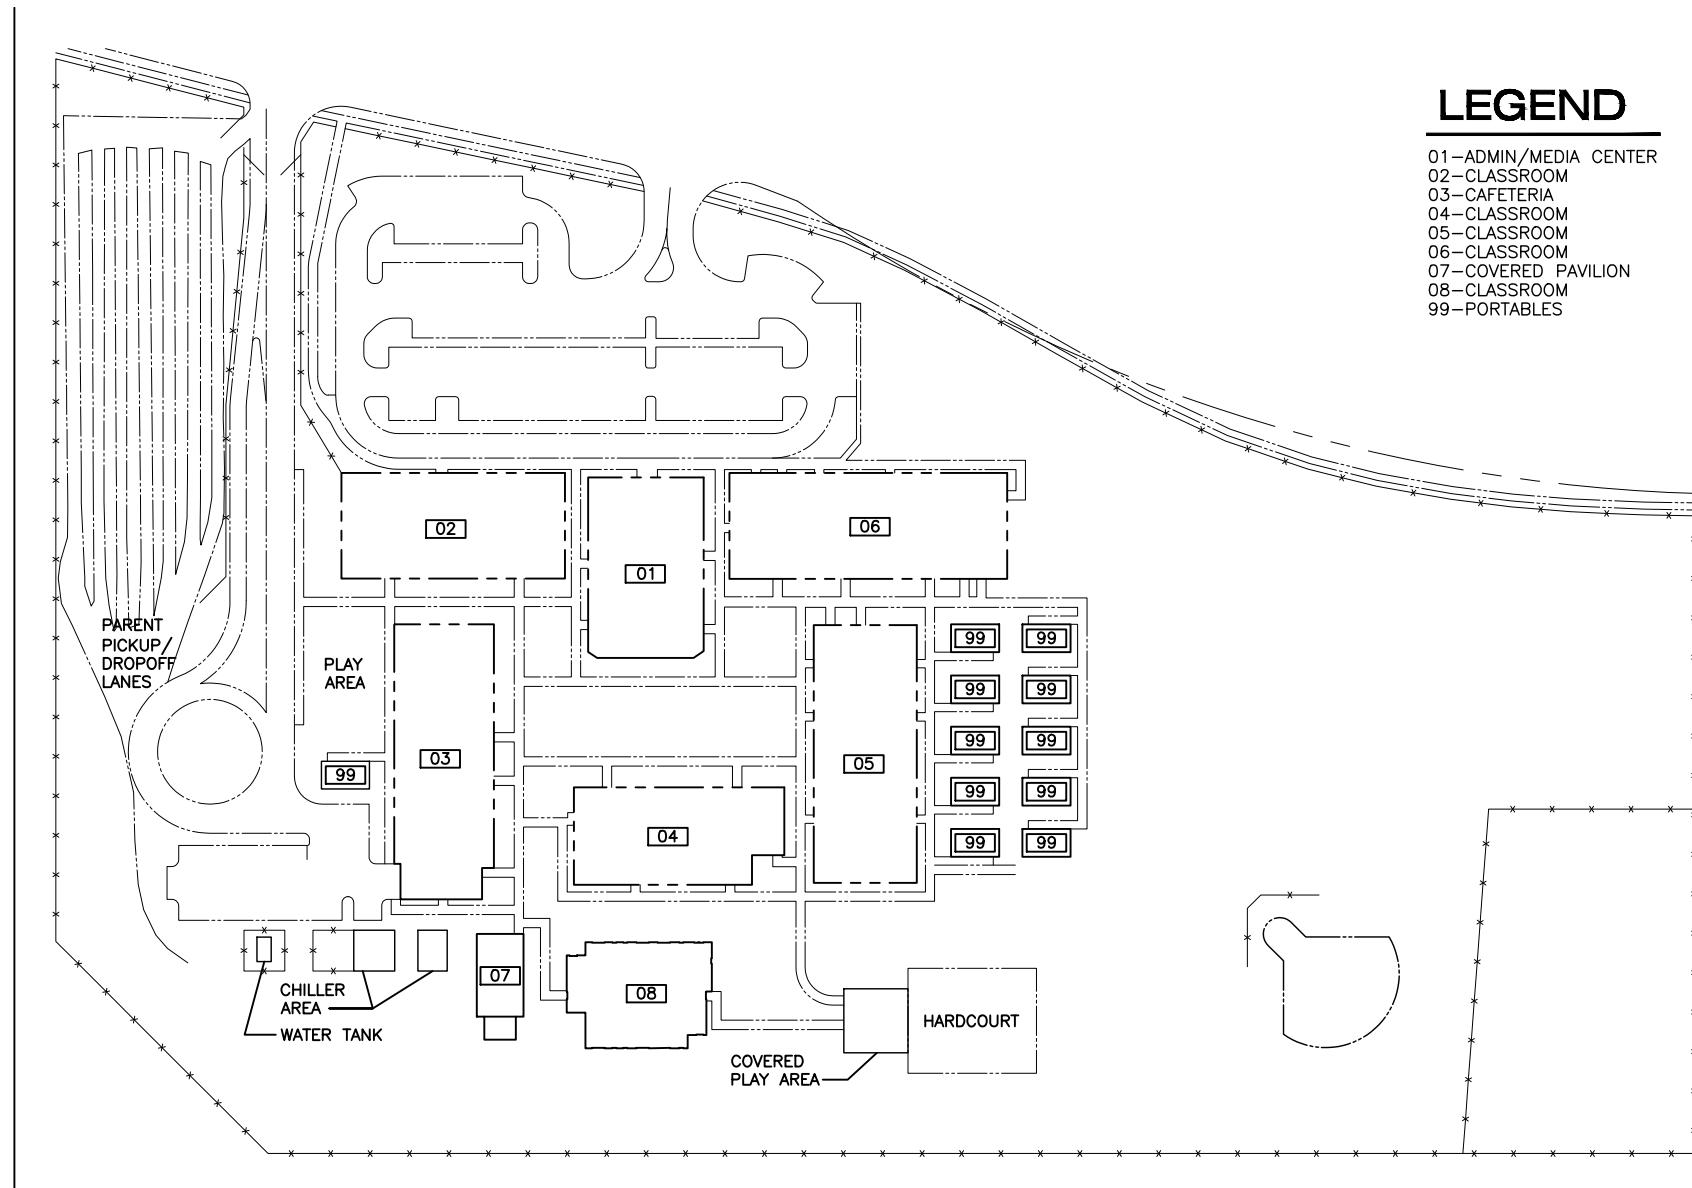 LEGEND
01-ADMIN/MEDIA CENTER
02-CLASSROOM
03-CAFETERIA
04-CLASSROOM
05-CLASSROOM
06-CLASSROOM
07-COVERED PAVILION
08-CLASSROOM
99-PORTABLES
02
06
01
PARENT
PICKUP/
DROPOFF
LANES
PLAY
AREA
99
99
99
99
99
99
03
05
99
99
99
99
99
04
99
99
07
08
CHILLER
AREA
WATER TANK
HARDCOURT
COVERED
PLAY AREA